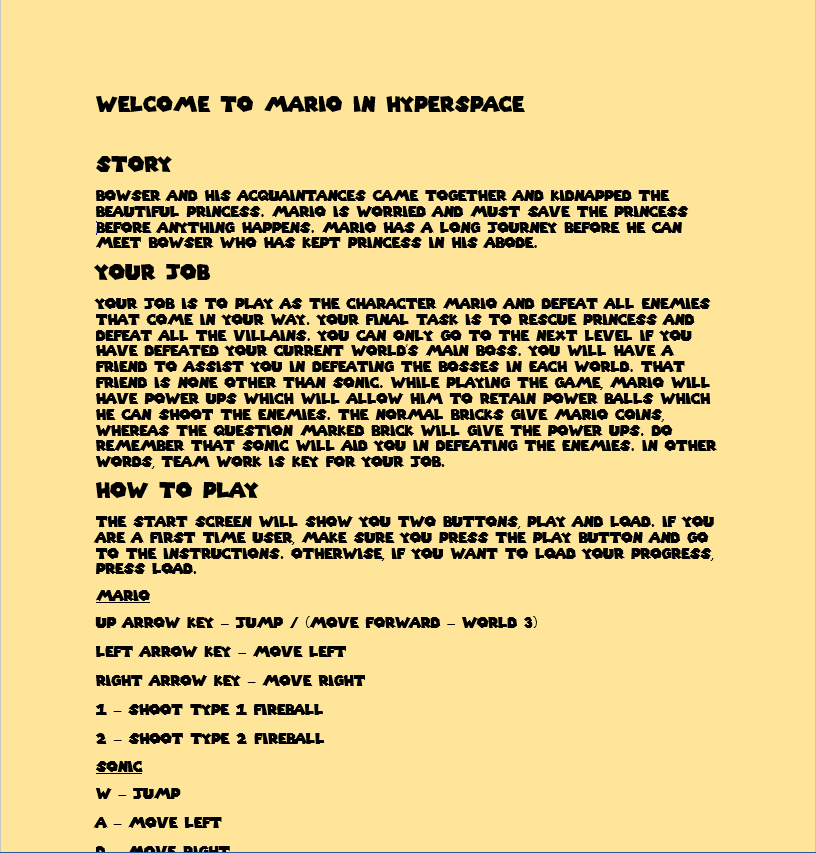 WELCOME TO MARIO IN HYPERSPACE
STORY
BOWSER AND HIS ACQUAINTANCES CAME TOGETHER AND KIDNAPPED THE
BEAUTIFUL PRINCESS. MARIO IS WORRIED AND MUST SAVE THE PRINCESS
BEFORE ANYTHING HAPPENS. MARIO HAS A LONG JOURNEY BEFORE HE CAN
MEET BOWSER WHO HAS KEPT PRINCESS IN HIS ABODE.
YOUR JOB
YOUR JOB IS TO PLAY AS THE CHARACTER MARIO AND DEFEAT ALL ENEMIES
THAT COME IN YOUR WAY. YOUR FINAL TASK IS TO RESCUE PRINCESS AND
DEFEAT ALL THE VILLAINS. YOU CAN ONLY GO TO THE NEXT LEVEL IF YOU
HAVE DEFEATED YOUR CURRENT WORLD'S MAIN BOSS. YOU WILL HAVE A
FRIEND TO ASSIST YOU IN DEFEATING THE BOSSES IN EACH WORLD. THAT
FRIEND IS NONE OTHER THAN SONIC. WHILE PLAYING THE GAME, MARIO WILL
HAVE POWER UPS WHICH WILL ALLOW HIM TO RETAIN POWER BALLS WHICH
HE CAN SHOOT THE ENEMIES. THE NORMAL BRICKS GIVE MARIO COINS,
WHEREAS THE QUESTION MARKED BRICK WILL GIVE THE POWER UPS. DO
REMEMBER THAT SONIC WILL AID YOU IN DEFEATING THE ENEMIES. IN OTHER
WORDS, TEAM WORK IS KEY FOR YOUR JOB.
HOW TO PLAY
THE START SCREEN WILL SHOW YOU TWO BUTTONS, PLAY AND LOAD. IF YOU
ARE A FIRST TIME USER, MAKE SURE YOU PRESS THE PLAY BUTTON AND GO
TO THE INSTRUCTIONS. OTHERWISE, IF YOU WANT TO LOAD YOUR PROGRESS,
PRESS LOAD.
MARIO
UP ARROW KEY – JUMP / (MOVE FORWARD – WORLD 3)
LEFT ARROW KEY – MOVE LEFT
RIGHT ARROW KEY – MOVE RIGHT
1 – SHOOT TYPE 1 FIREBALL
2 – SHOOT TYPE 2 FIREBALL
SONIC
W – JUMP
A – MOVE LEFT
D – MOVE RIGHT